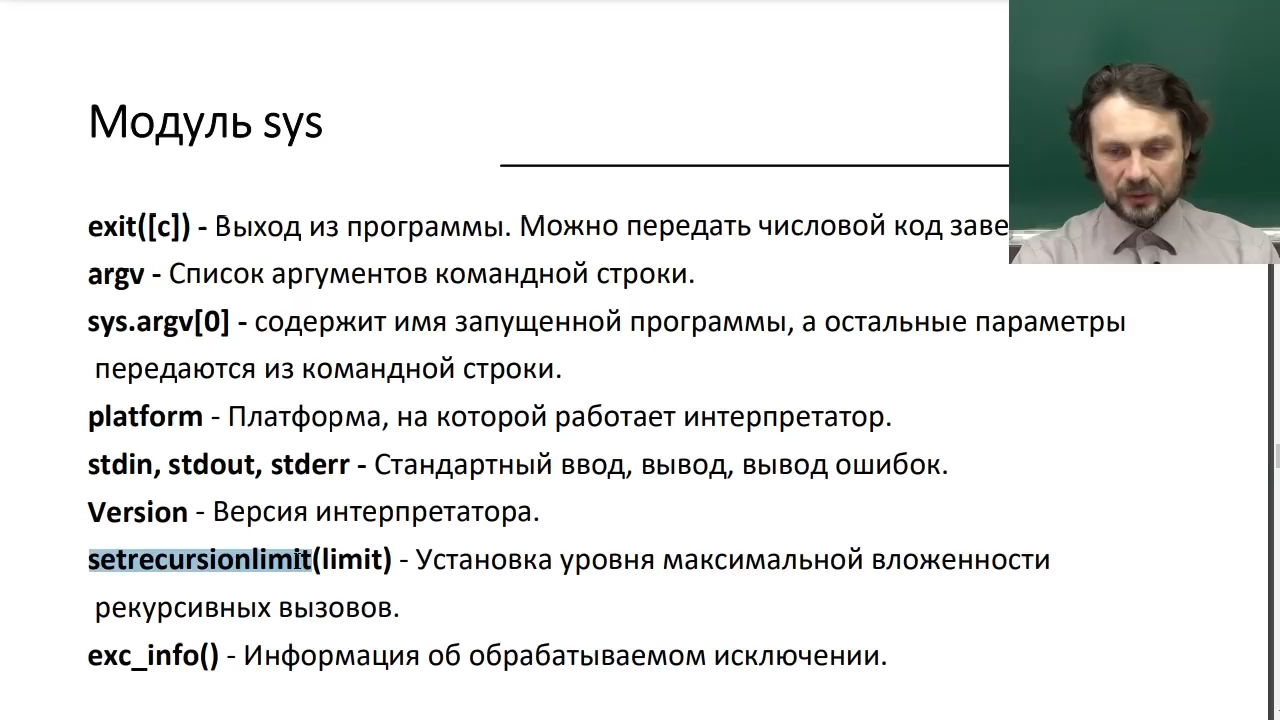 Модуль sys
exit([c]) - Выход из программы. Можно передать числовой код
argv - Список аргументов командной строки.
sys.argv[0] - содержит имя запущенной программы, а остальные параметры
передаются из командной строки.
platform - Платформа, на которой работает интерпретатор.
stdin, stdout, stderr - Стандартный ввод, вывод, вывод ошибок.
Version - Версия интерпретатора.
setrecursionlimit(limit) - Установка уровня максимальной вложенности
рекурсивных вызовов.
exc_info() - Информация об обрабатываемом исключении.